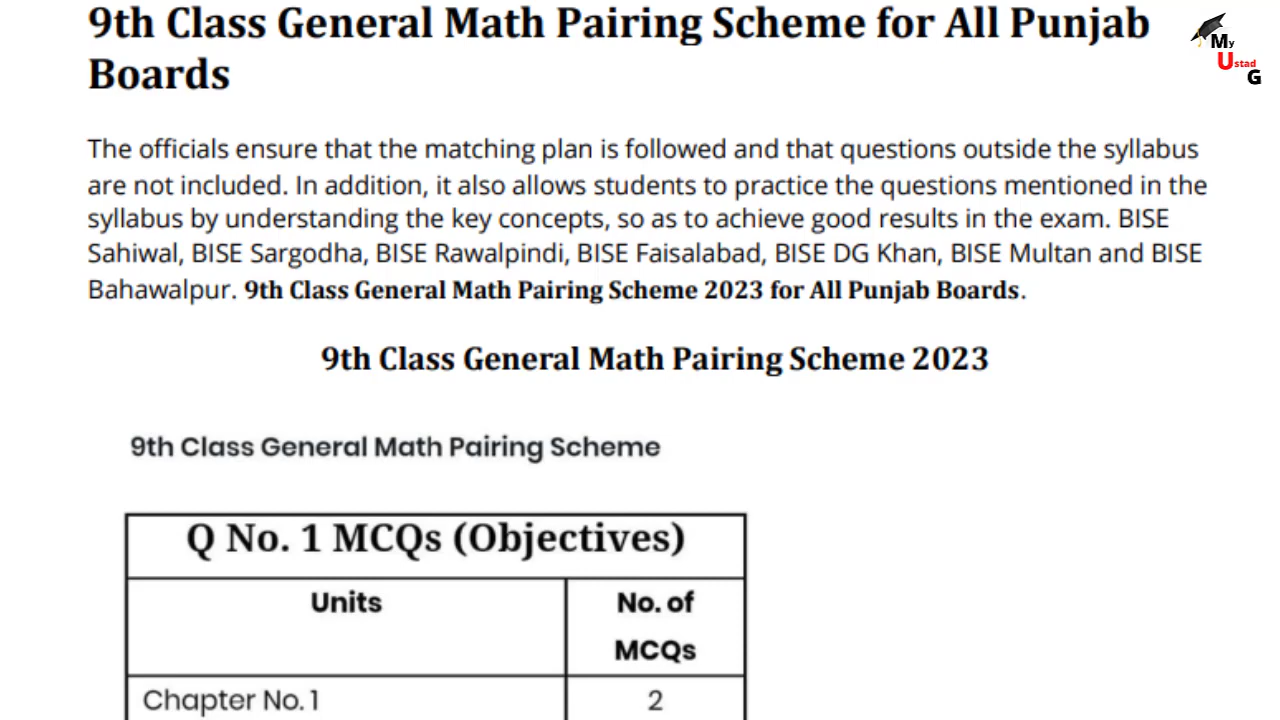 9th Class General Math Pairing Scheme for All Punjab
Boards
My
Ustad
G
The officials ensure that the matching plan is followed and that questions outside the syllabus
are not included. In addition, it also allows students to practice the questions mentioned in the
syllabus by understanding the key concepts, so as to achieve good results in the exam. BISE
Sahiwal, BISE Sargodha, BISE Rawalpindi, BISE Faisalabad, BISE DG Khan, BISE Multan and BISE
Bahawalpur. 9th Class General Math Pairing Scheme 2023 for All Punjab Boards.
9th Class General Math Pairing Scheme 2023
9th Class General Math Pairing Scheme
Q No. 1 MCQs (Objectives)
Units
No. of
MCQs
Chapter No. 1
2